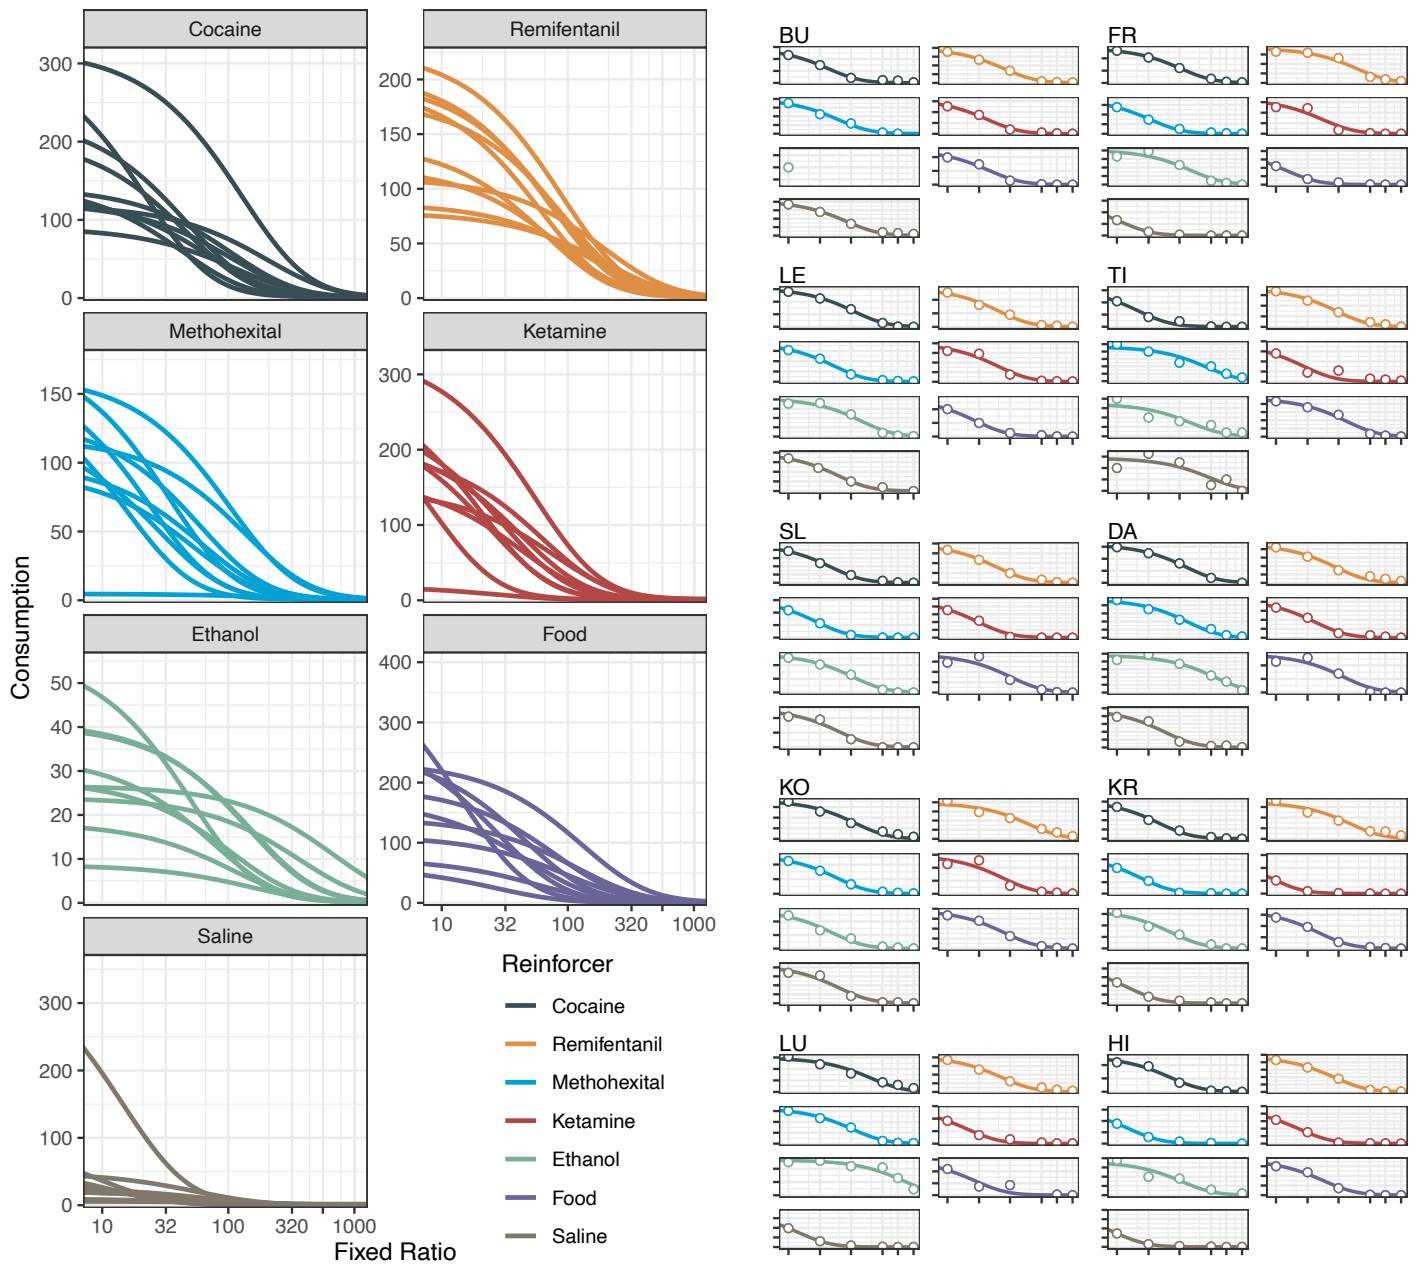 Cocaine
Remifentanil
300
200
100
0
200
150
100
50
0
Methohexital
Ketamine
150
100
50
0
300
200
100
0
Ethanol
Food
50
40
30
20
10
0
400
300
200
100
0
10 32 100 320 1000
Saline
300
200
100
0
10 32 100 320 1000
Consumption
Fixed Ratio
Reinforcer
Cocaine
Remifentanil
Methohexital
Ketamine
Ethanol
Food
Saline
BU
FR
LE
TI
SL
DA
KO
KR
LU
HI